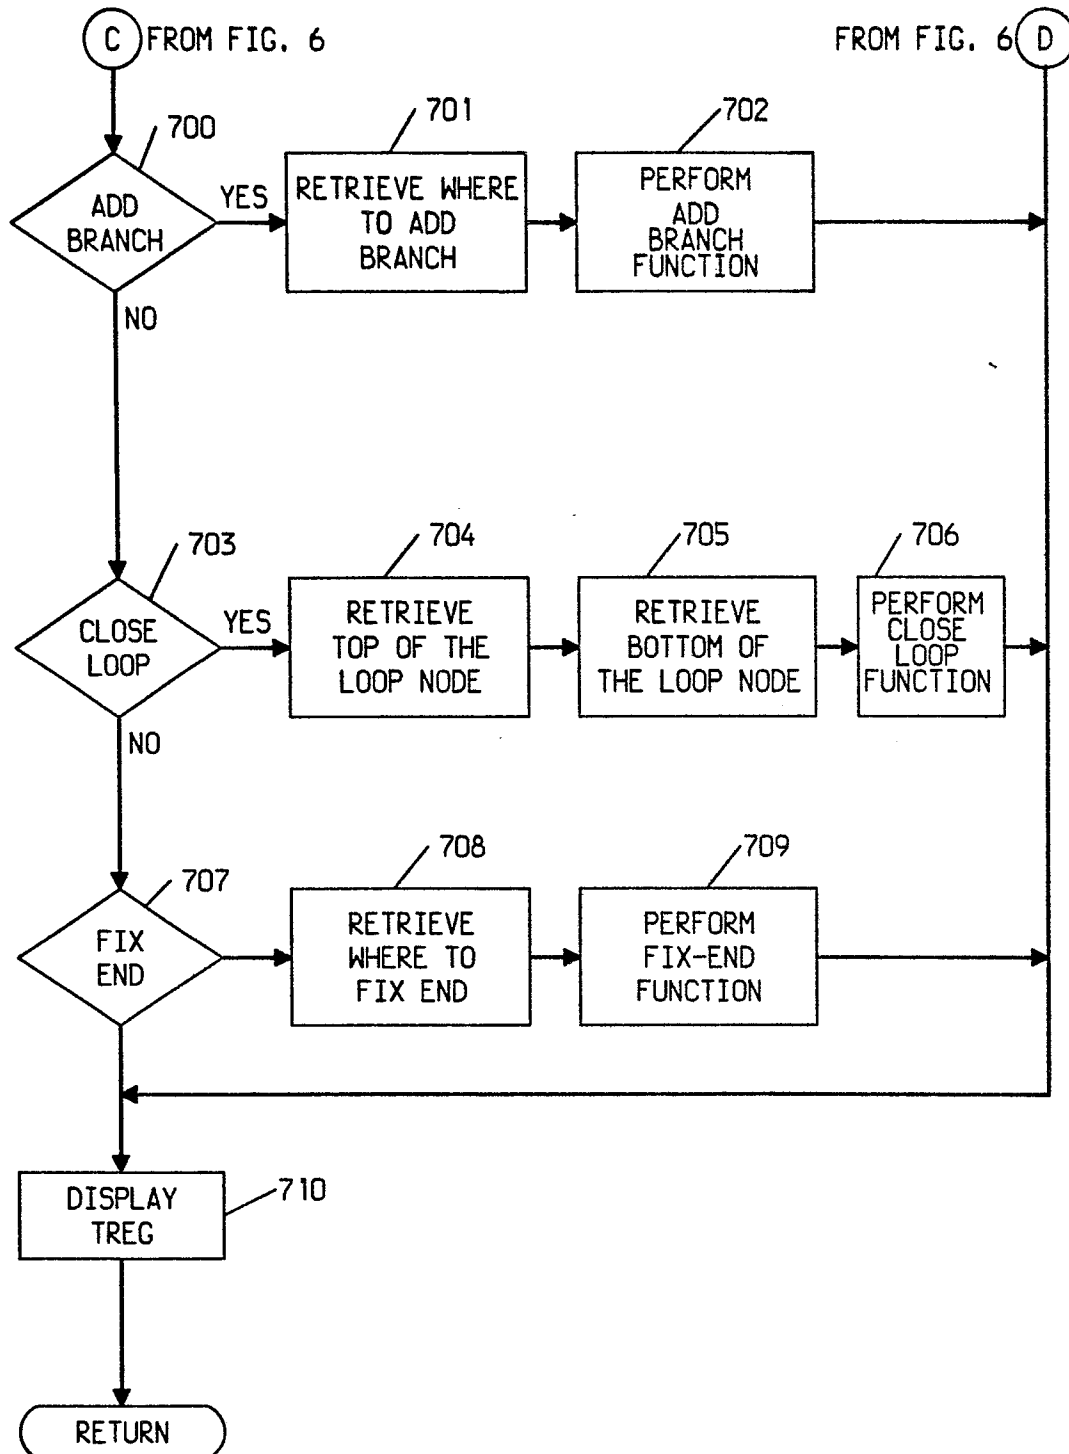 C FROM FIG. 6
FROM FIG. 6 D
700
701
702
ADD
BRANCH
YES
RETRIEVE WHERE
TO ADD
BRANCH
PERFORM
ADD
BRANCH
FUNCTION
NO
703
704
705
706
CLOSE
LOOP
YES
RETRIEVE
TOP OF THE
LOOP NODE
RETRIEVE
BOTTOM OF
THE LOOP NODE
PERFORM
CLOSE
LOOP
FUNCTION
NO
707
708
709
FIX
END
RETRIEVE
WHERE TO
FIX END
PERFORM
FIX-END
FUNCTION
DISPLAY
TREG
710
RETURN